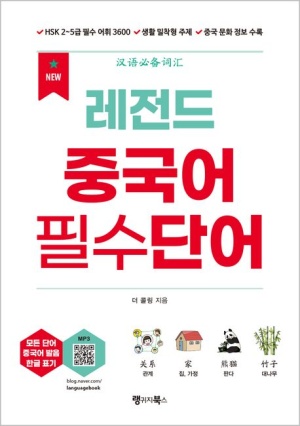 ✓ HSK 2~5급 필수 어휘 3600 ✓ 생활 밀착형 주제 ✓ 중국 문화 정보 수록
NEW
汉语必备词汇
레전드
중국어
필수단어
더 콜링 지음
모든 단어
중국어 발음
한글 표기
MP3
blog.naver.com/
languagebook
关系
관계
家
집, 가정
熊猫
판다
竹子
대나무
랭귀지북스